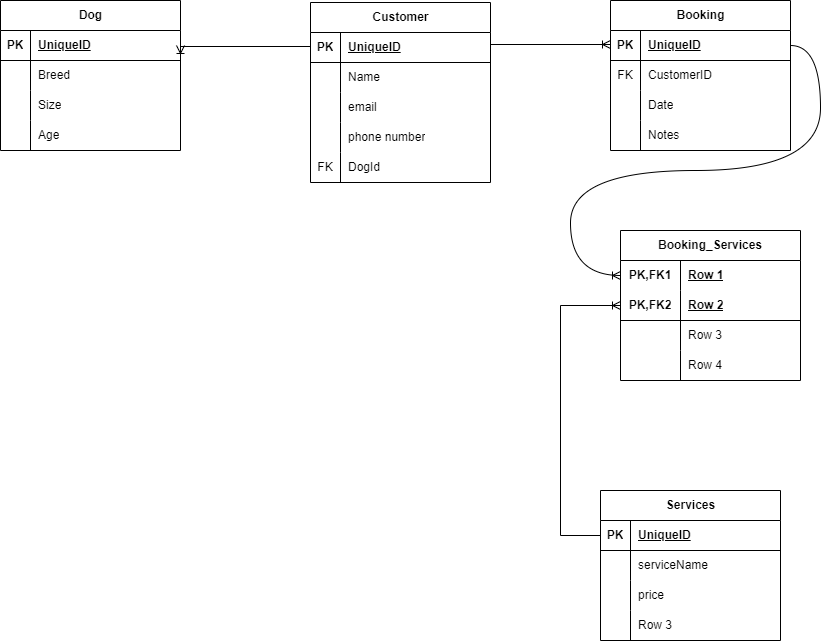 Dog
PK UniqueID
Breed
Size
Age
Customer
PK UniqueID
Name
email
phone number
FK DogId
Booking
PK UniqueID
FK CustomerID
Date
Notes
Booking_Services
PK,FK1 Row 1
PK,FK2 Row 2
Row 3
Row 4
Services
PK UniqueID
serviceName
price
Row 3